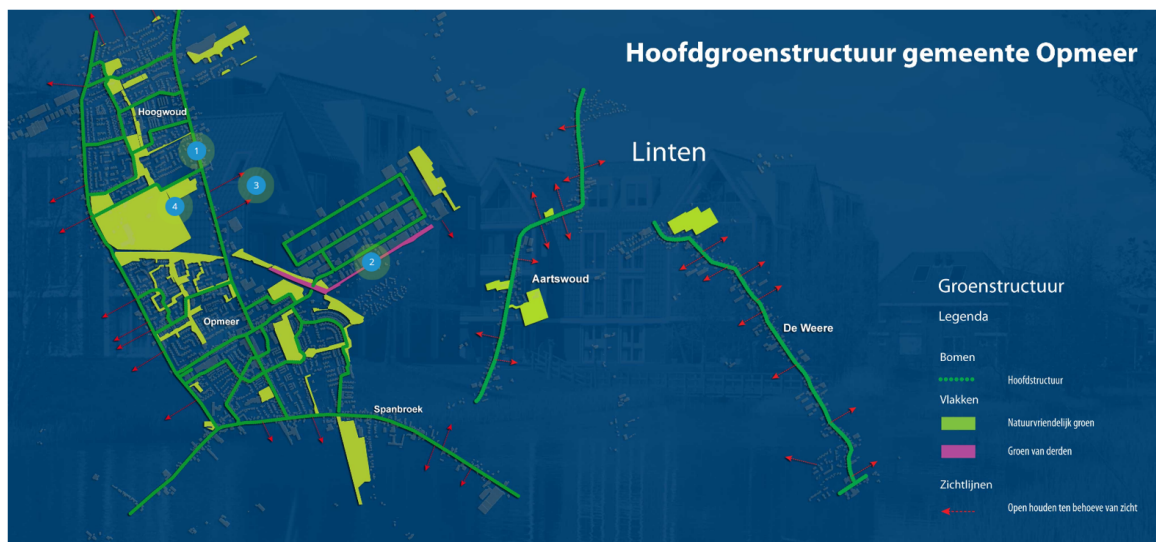 Hoofdgroenstructuur gemeente Opmeer
Hoogwoud
Linten
1
3
4
2
Aartswoud
Groenstructuur
Legenda
Opmeer
De Weere
Bomen
Hoofdstructuur
Vlakken
Spanbroek
Natuurvriendelijk groen
Groen van derden
Zichtlijnen
Open houden ten behoeve van zicht